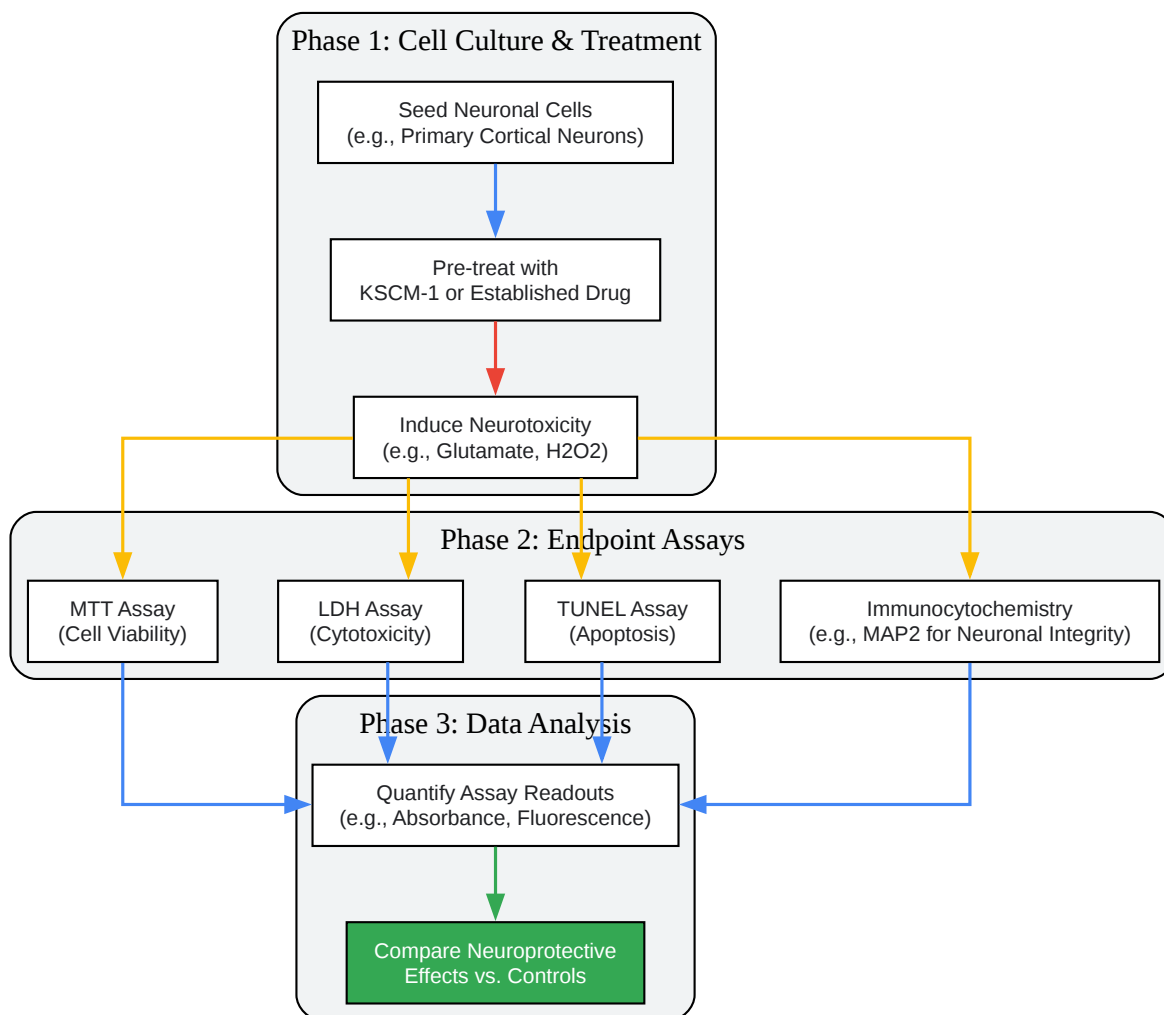 Phase 1: Cell Culture & Treatment
Seed Neuronal Cells
(e.g., Primary Cortical Neurons)
Pre-treat with
KSCM-1 or Established Drug
Induce Neurotoxicity
(e.g., Glutamate, H2O2)
Phase 2: Endpoint Assays
MTT Assay
(Cell Viability)
LDH Assay
(Cytotoxicity)
TUNEL Assay
(Apoptosis)
Immunocytochemistry
(e.g., MAP2 for Neuronal Integrity)
Phase 3: Data Analysis
Quantify Assay Readouts
(e.g., Absorbance, Fluorescence)
Compare Neuroprotective
Effects vs. Controls